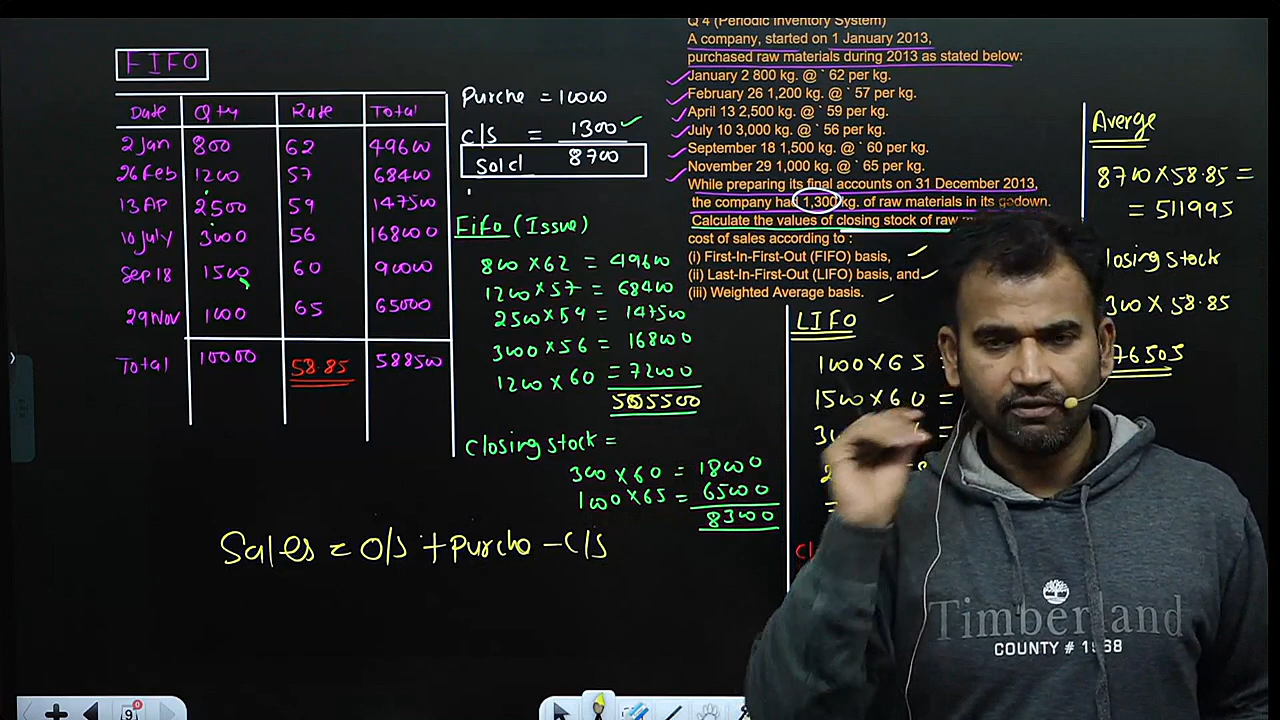 FIFO
Date Qty Rate Total
2 Jan 800 62 49600
26 Feb 1200 57 68400
13 AP 2500 59 147500
10 July 3000 56 168000
Sep 18 1500 60 90000
29 Nov 1000 65 65000
Total 10000 58.85 588500
Purche = 10000
C/S = 1300
Sold 8700
Fifo (Issue)
800 X 62 = 49600
1200 X 57 = 68400
2500 X 59 = 147500
3000 X 56 = 168000
1200 X 60 = 72000
505500
Closing stock =
300 X 60 = 18000
1000 X 65 = 65000
83000
Sales = O/S + Purcha - C/S
Q 4 (Periodic Inventory System)
A company, started on 1 January 2013,
purchased raw materials during 2013 as stated below:
January 2 800 kg. @ ` 62 per kg.
February 26 1,200 kg. @ ` 57 per kg.
April 13 2,500 kg. @ ` 59 per kg.
July 10 3,000 kg. @ ` 56 per kg.
September 18 1,500 kg. @ ` 60 per kg.
November 29 1,000 kg. @ ` 65 per kg.
While preparing its final accounts on 31 December 2013,
the company had 1,300 kg. of raw materials in its godown.
Calculate the values of closing stock of raw
cost of sales according to :
(i) First-In-First-Out (FIFO) basis,
(ii) Last-In-First-Out (LIFO) basis, and
(iii) Weighted Average basis.
LIFO
1000 X 65
1500 X 60 =
Averge
8700 X 58.85 =
= 511995
losing stock
300 X 58.85
76505
Timberland
COUNTY # 1968